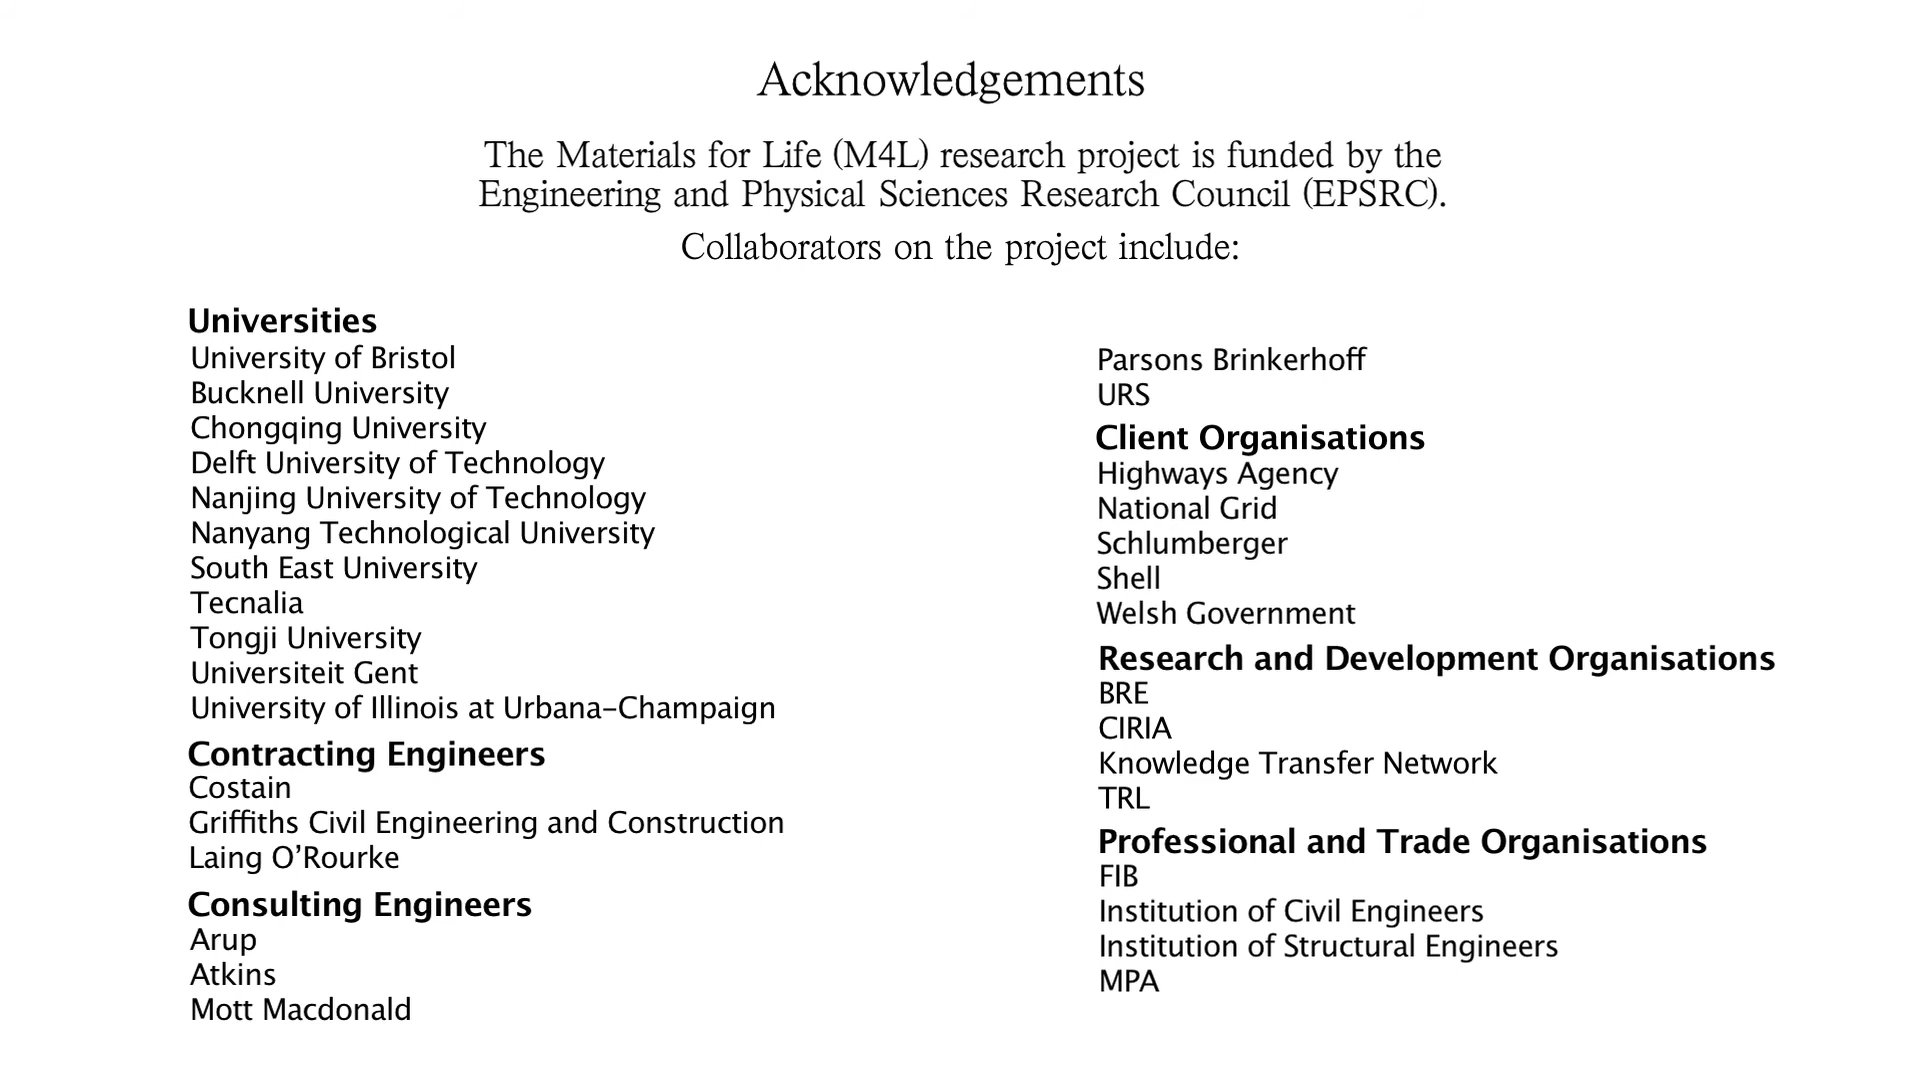 Acknowledgements
The Materials for Life (M4L) research project is funded by the
Engineering and Physical Sciences Research Council (EPSRC).
Collaborators on the project include:
Universities
University of Bristol
Bucknell University
Chongqing University
Delft University of Technology
Nanjing University of Technology
Nanyang Technological University
South East University
Tecnalia
Tongji University
Universiteit Gent
University of Illinois at Urbana-Champaign
Contracting Engineers
Costain
Griffiths Civil Engineering and Construction
Laing O’Rourke
Consulting Engineers
Arup
Atkins
Mott Macdonald
Parsons Brinkerhoff
URS
Client Organisations
Highways Agency
National Grid
Schlumberger
Shell
Welsh Government
Research and Development Organisations
BRE
CIRIA
Knowledge Transfer Network
TRL
Professional and Trade Organisations
FIB
Institution of Civil Engineers
Institution of Structural Engineers
MPA